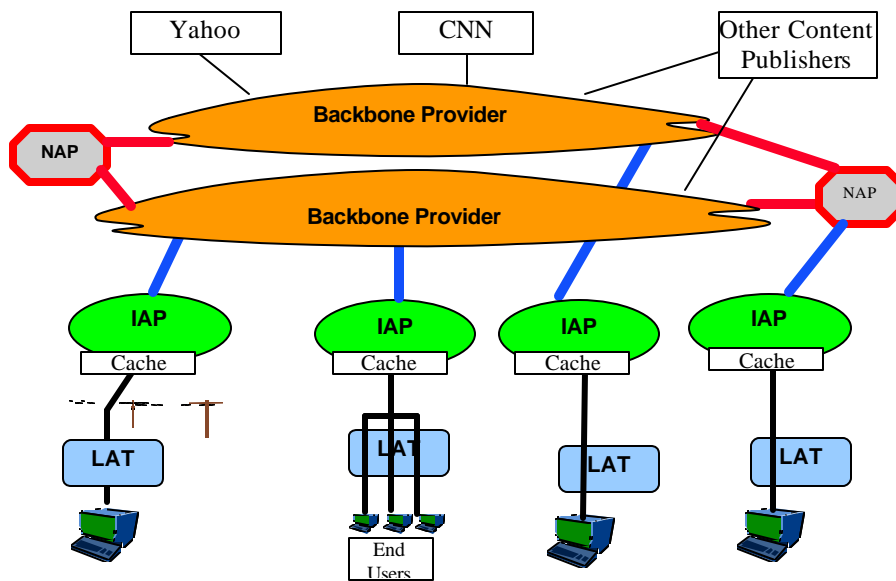 Yahoo
CNN
Other Content
Publishers
Backbone Provider
NAP
NAP
Backbone Provider
IAP
IAP
IAP
IAP
Cache
Cache
Cache
Cache
LAT
LAT
LAT
LAT
End
Users